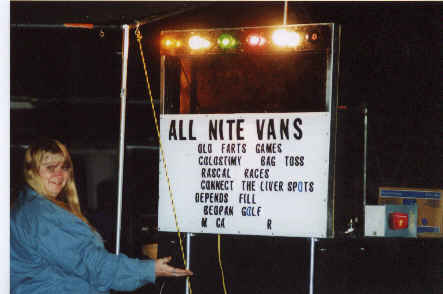 ALL NITE VANS
OLD FARTS GAMES
COLOSTIMY BAG TOSS
RASCAL RACES
CONNECT THE LIVER SPOTS
DEPENDS FILL
BEDPAN GOLF